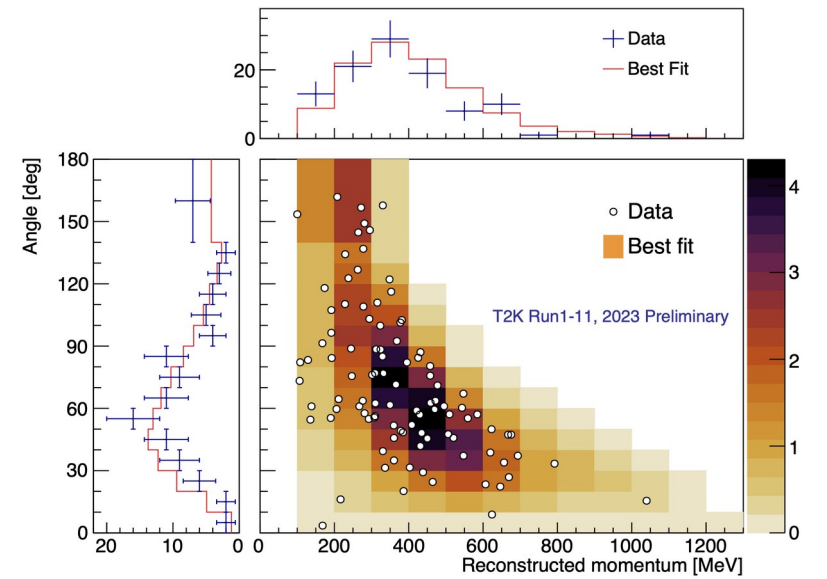 20
0
Data
Best Fit
Angle [deg]
180
150
120
90
60
30
0
20 10 0
Data
Best fit
T2K Run1-11, 2023 Preliminary
4
3
2
1
0
0 200 400 600 800 1000 1200
Reconstructed momentum [MeV]